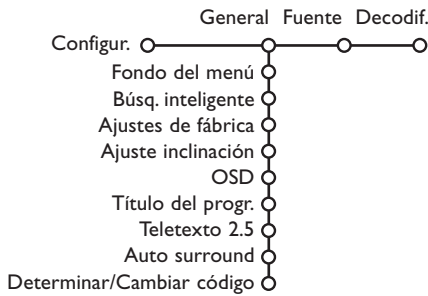 General Fuente Decodif.
Configur.
Fondo del menú
Búsq. inteligente
Ajustes de fábrica
Ajuste inclinación
OSD
Título del progr.
Teletexto 2.5
Auto surround
Determinar/Cambiar código